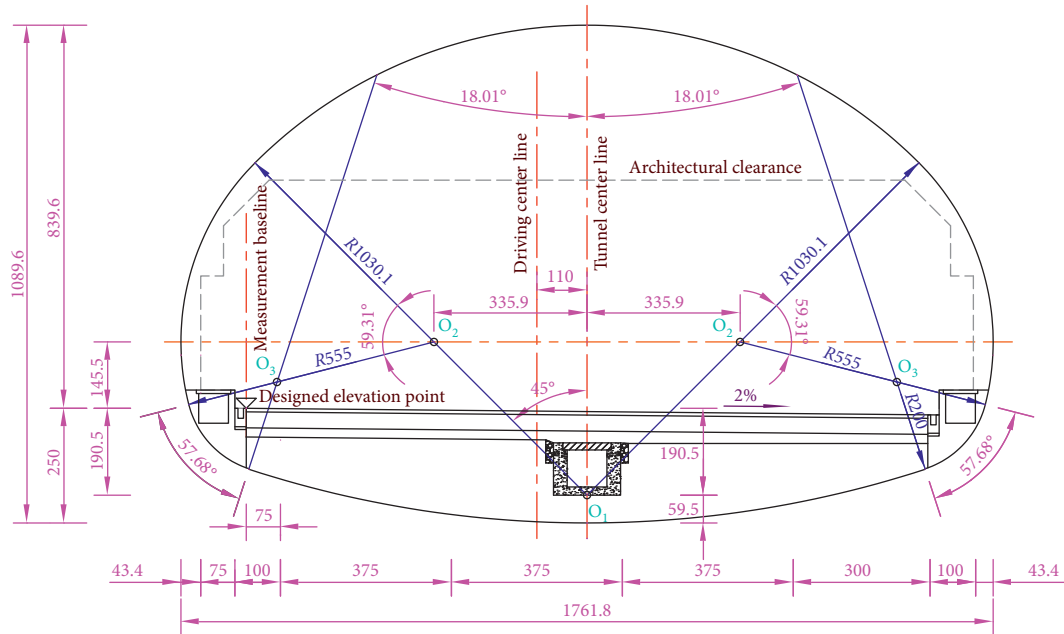 18.01°
18.01°
Architectural clearance
Measurement baseline
Driving center line
Tunnel center line
1089.6
839.6
R1030.1
R1030.1
110
335.9
335.9
59.31°
59.31°
O2
O2
145.5
O3
R555
R555
O3
45°
Designed elevation point
2%
R200
250
190.5
190.5
57.68°
57.68°
59.5
O1
75
43.4
75
100
375
375
375
300
100
43.4
1761.8